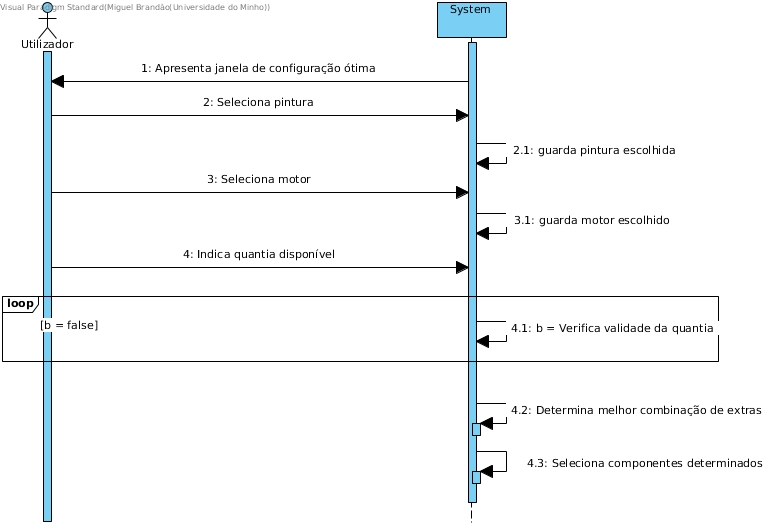 Visual Paradigm Standard(Miguel Brandão(Universidade do Minho))
System
Utilizador
1: Apresenta janela de configuração ótima
2: Seleciona pintura
2.1: guarda pintura escolhida
3: Seleciona motor
3.1: guarda motor escolhido
4: Indica quantia disponível
loop
[b = false]
4.1: b = Verifica validade da quantia
4.2: Determina melhor combinação de extras
4.3: Seleciona componentes determinados